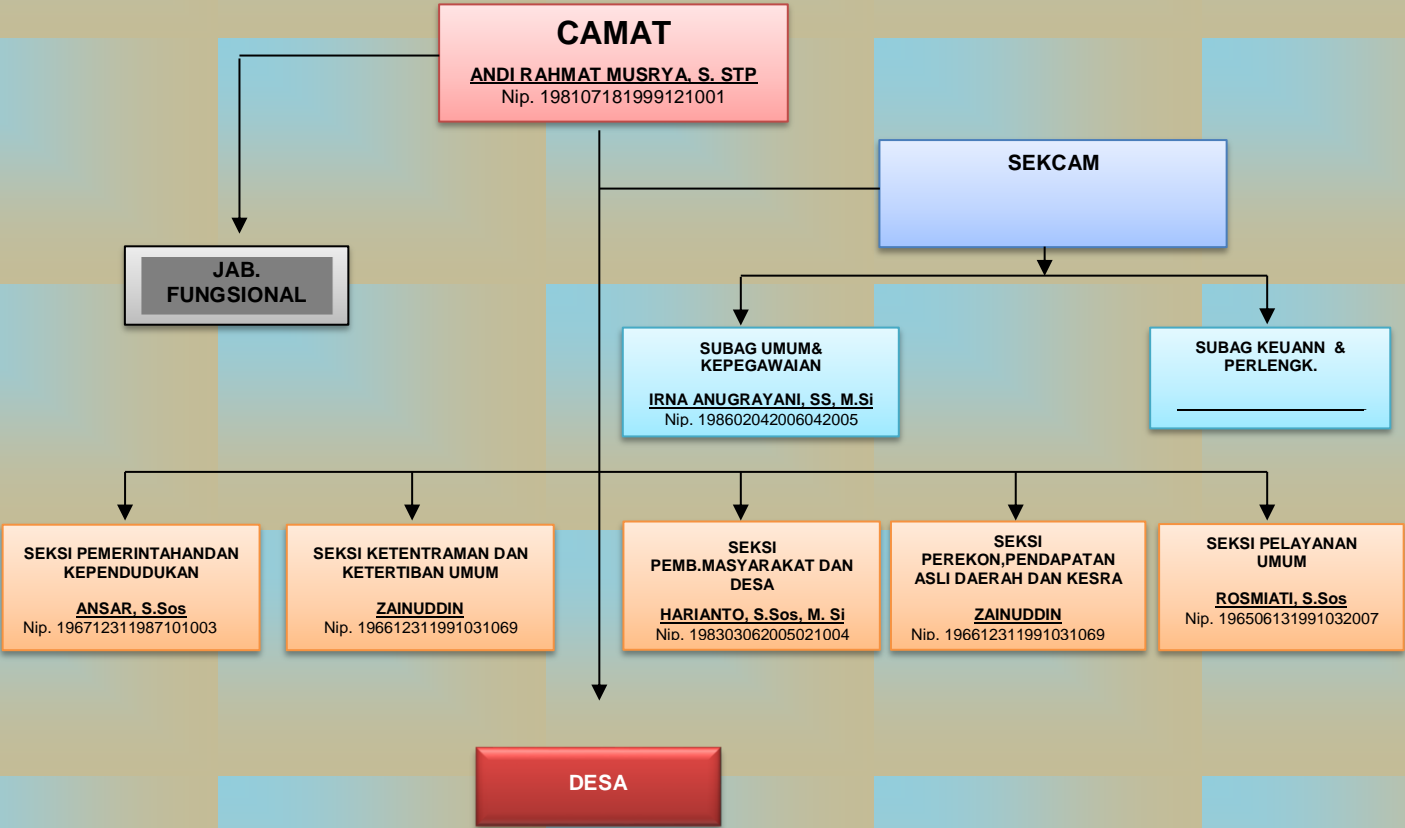 CAMAT
ANDI RAHMAT MUSRYA, S. STP
Nip. 198107181999121001
SEKCAM
JAB.
FUNGSIONAL
SUBAG UMUM&
KEPEGAWAIAN
IRNA ANUGRAYANI, SS, M.Si
Nip. 198602042006042005
SUBAG KEUANN &
PERLENGK.
SEKSI PEMERINTAHANDAN
KEPENDUDUKAN
ANSAR, S.Sos
Nip. 196712311987101003
SEKSI KETENTRAMAN DAN
KETERTIBAN UMUM
ZAINUDDIN
Nip. 196612311991031069
SEKSI
PEMB.MASYARAKAT DAN
DESA
HARIANTO, S.Sos, M. Si
Nip. 198303062005021004
SEKSI
PEREKON,PENDAPATAN
ASLI DAERAH DAN KESRA
ZAINUDDIN
Nip. 196612311991031069
SEKSI PELAYANAN
UMUM
ROSMIATI, S.Sos
Nip. 196506131991032007
DESA